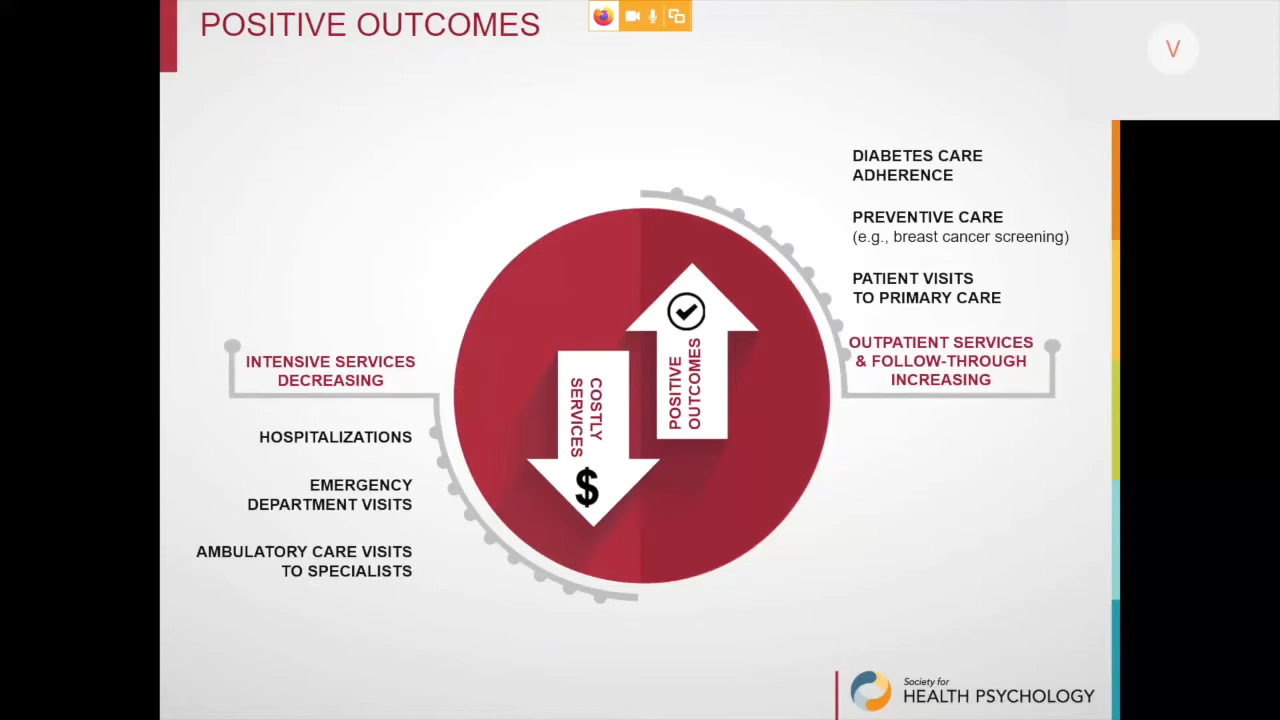 POSITIVE OUTCOMES
V
DIABETES CARE
ADHERENCE
PREVENTIVE CARE
(e.g., breast cancer screening)
PATIENT VISITS
TO PRIMARY CARE
OUTPATIENT SERVICES
& FOLLOW-THROUGH
INCREASING
POSITIVE
OUTCOMES
COSTLY
SERVICES
$
INTENSIVE SERVICES
DECREASING
HOSPITALIZATIONS
EMERGENCY
DEPARTMENT VISITS
AMBULATORY CARE VISITS
TO SPECIALISTS
Society for
HEALTH PSYCHOLOGY